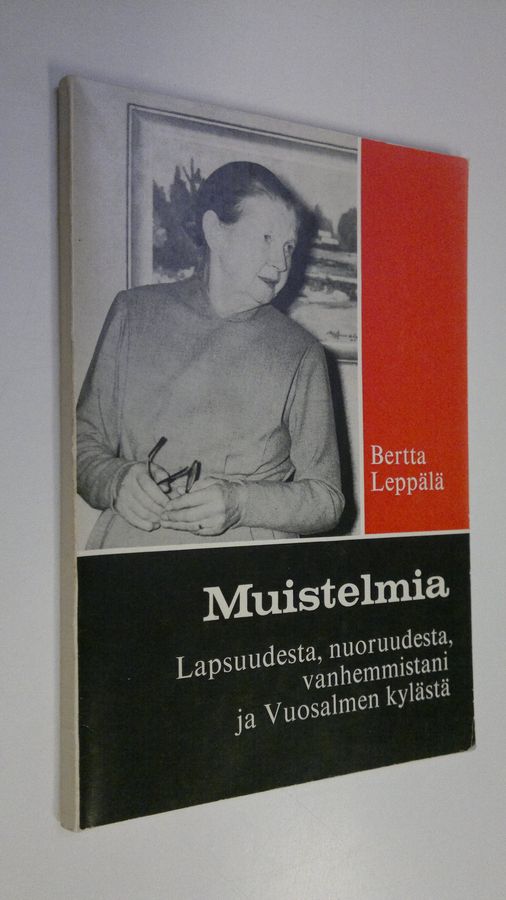 Bertta
Leppälä
Muistelmia
Lapsuudesta, nuoruudesta,
vanhemmistani
ja Vuosalmen kylästä